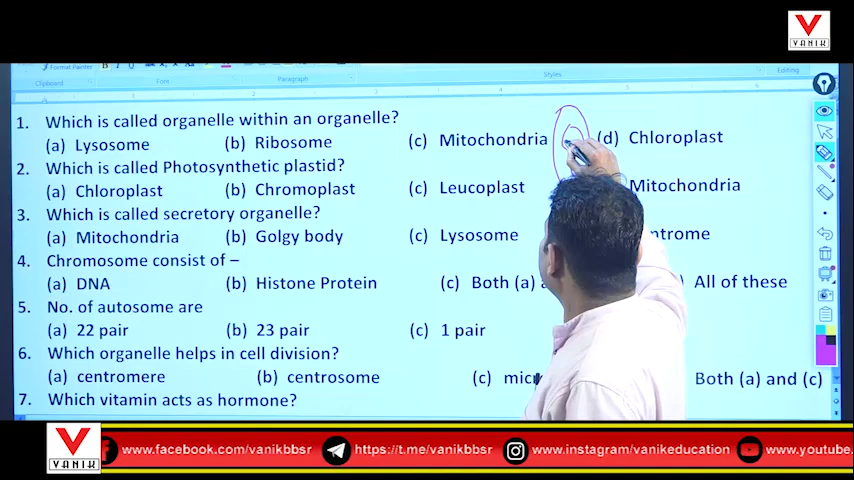 VANIK
Format Painter
B I U
Clipboard
Font
Paragraph
Styles
Editing
1. Which is called organelle within an organelle?
(a) Lysosome (b) Ribosome (c) Mitochondria (d) Chloroplast
2. Which is called Photosynthetic plastid?
(a) Chloroplast (b) Chromoplast (c) Leucoplast Mitochondria
3. Which is called secretory organelle?
(a) Mitochondria (b) Golgy body (c) Lysosome
4. Chromosome consist of –
(a) DNA (b) Histone Protein (c) Both (a) All of these
5. No. of autosome are
(a) 22 pair (b) 23 pair (c) 1 pair
6. Which organelle helps in cell division?
(a) centromere (b) centrosome (c) Both (a) and (c)
7. Which vitamin acts as hormone?
VANIK
www.facebook.com/vanikbbsr https://t.me/vanikbbsr www.instagram/vanikeducation www.youtube.